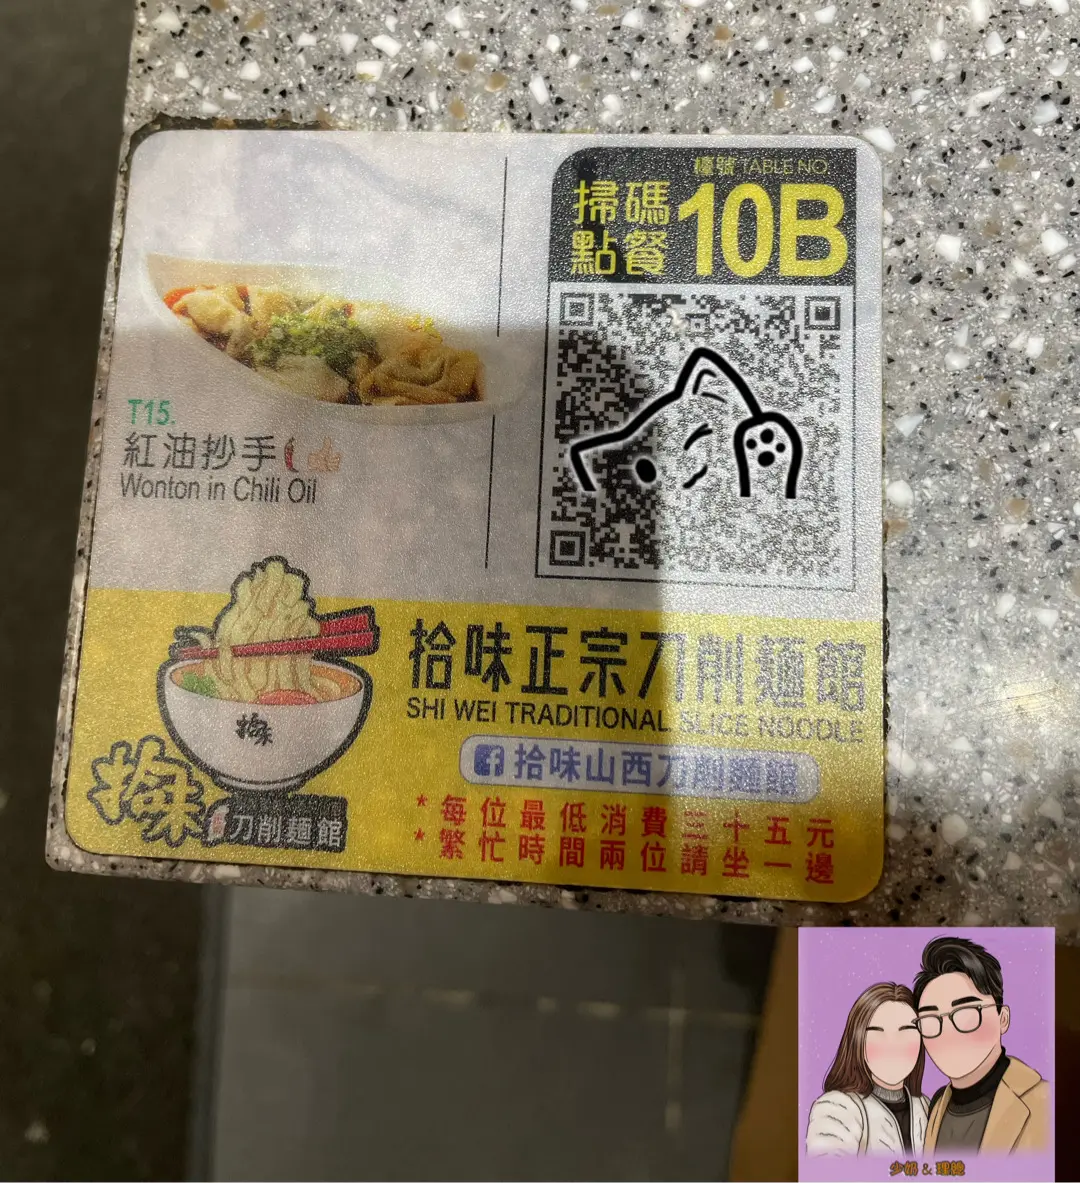 檯號 TABLE NO.
掃碼
點餐
10B
T15.
紅油抄手
Wonton in Chili Oil
拾味
拾味正宗刀削麵館
SHI WEI TRADITIONAL SLICE NOODLE
拾味山西刀削麵館
拾味
刀削麵館
* 每位最低消費三十五元
* 繁忙時間兩位請坐一邊